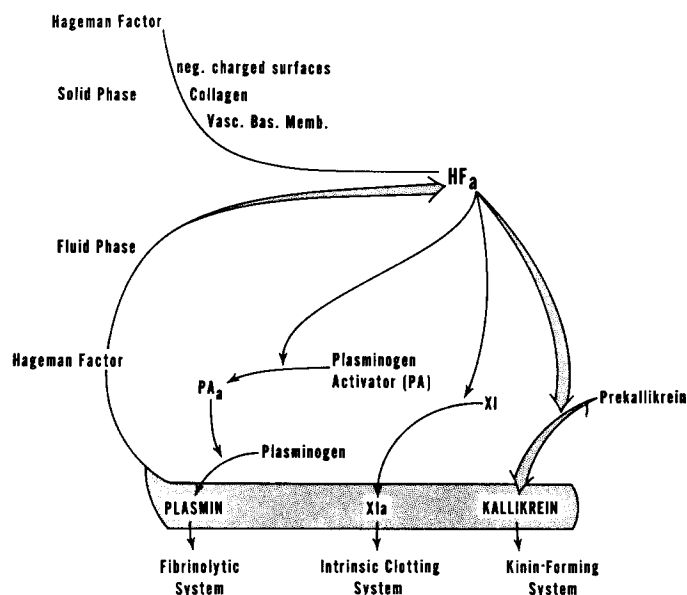 Hageman Factor
neg. charged surfaces
Solid Phase
Collagen
Vasc. Bas. Memb.
HFa
Fluid Phase
Hageman Factor
Plasminogen
Activator (PA)
PAa
XI
Prekallikrein
Plasminogen
PLASMIN
XIa
KALLIKREIN
Fibrinolytic
System
Intrinsic Clotting
System
Kinin-Forming
System